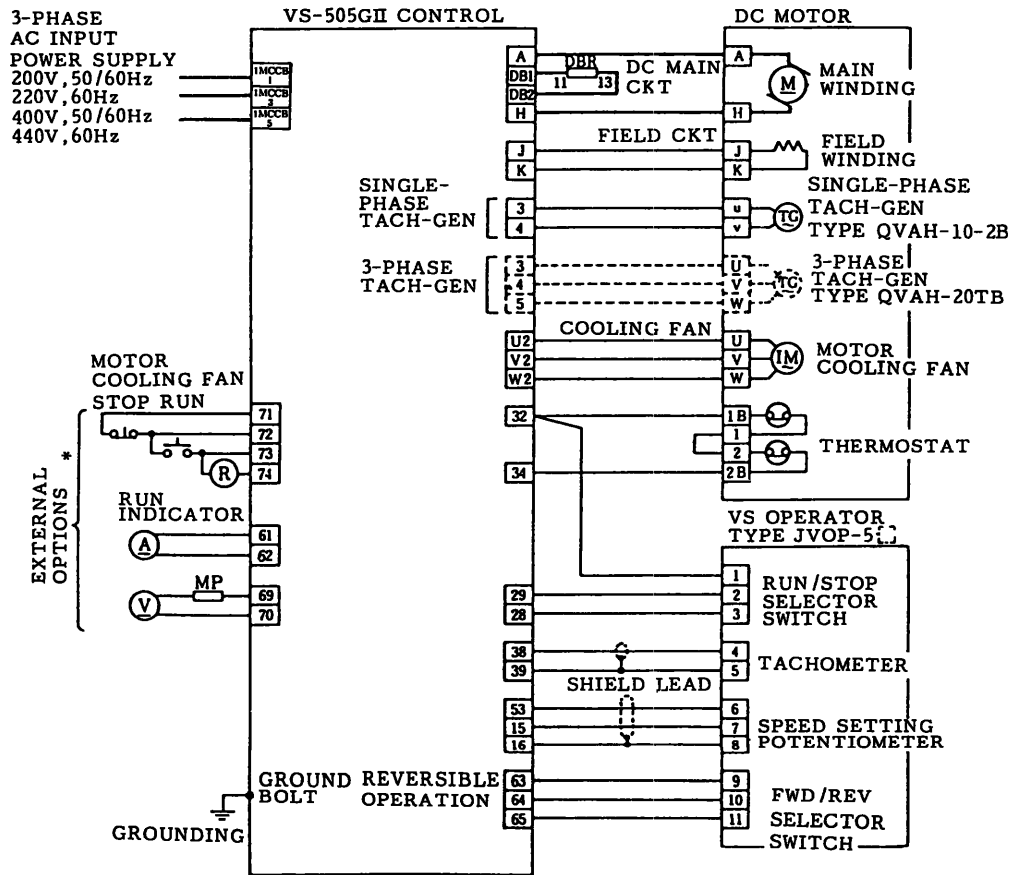 3-PHASE
AC INPUT
POWER SUPPLY
200V,50/60Hz
220V,60Hz
400V,50/60Hz
440V,60Hz
VS-505GII CONTROL
1MCCB
1
1MCCB
3
1MCCB
5
A
DB1
DB2
H
DBR
11 13
DC MAIN
CKT
DC MOTOR
A
H
M
MAIN
WINDING
J
K
FIELD CKT
J
K
FIELD
WINDING
SINGLE-
PHASE
TACH-GEN
3
4
u
v
TG
SINGLE-PHASE
TACH-GEN
TYPE QVAH-10-2B
3-PHASE
TACH-GEN
3
4
5
U
V
W
TG
3-PHASE
TACH-GEN
TYPE QVAH-20TB
U2
V2
W2
COOLING FAN
U
V
W
IM
MOTOR
COOLING FAN
MOTOR
COOLING FAN
STOP RUN
71
72
73
74
R
32
34
1B
1
2
2B
THERMOSTAT
EXTERNAL
OPTIONS *
RUN
INDICATOR
A
61
62
V
MP
69
70
VS OPERATOR
TYPE JVOP-5
29
28
1
2
3
RUN/STOP
SELECTOR
SWITCH
38
39
4
5
TACHOMETER
SHIELD LEAD
53
15
16
6
7
8
SPEED SETTING
POTENTIOMETER
GROUND
BOLT
GROUNDING
REVERSIBLE
OPERATION
63
64
65
9
10
11
FWD/REV
SELECTOR
SWITCH